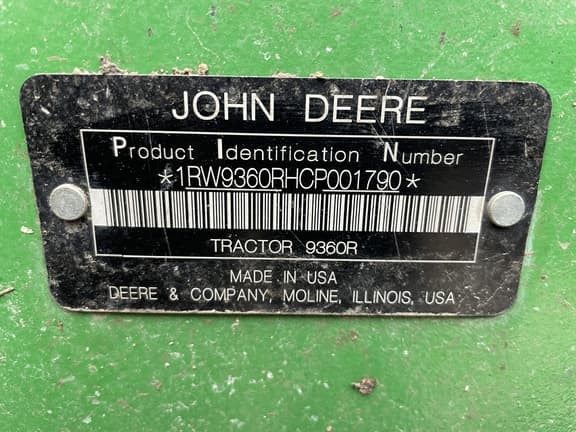 JOHN DEERE
Product Identification Number
*1RW9360RHCP001790*
TRACTOR 9360R
MADE IN USA
DEERE & COMPANY, MOLINE, ILLINOIS, USA